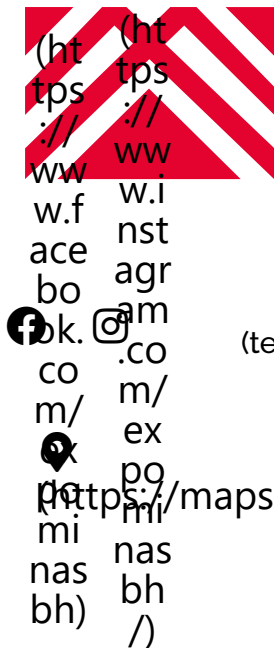 (ht
tps
://
ww
w.f
ace
bo
ok.
co
m/
ex
po
mi
nas
bh)
(ht
tps
://
ww
w.i
nst
agr
am
.co
m/
ex
po
mi
nas
bh
/)
(te
(https://maps